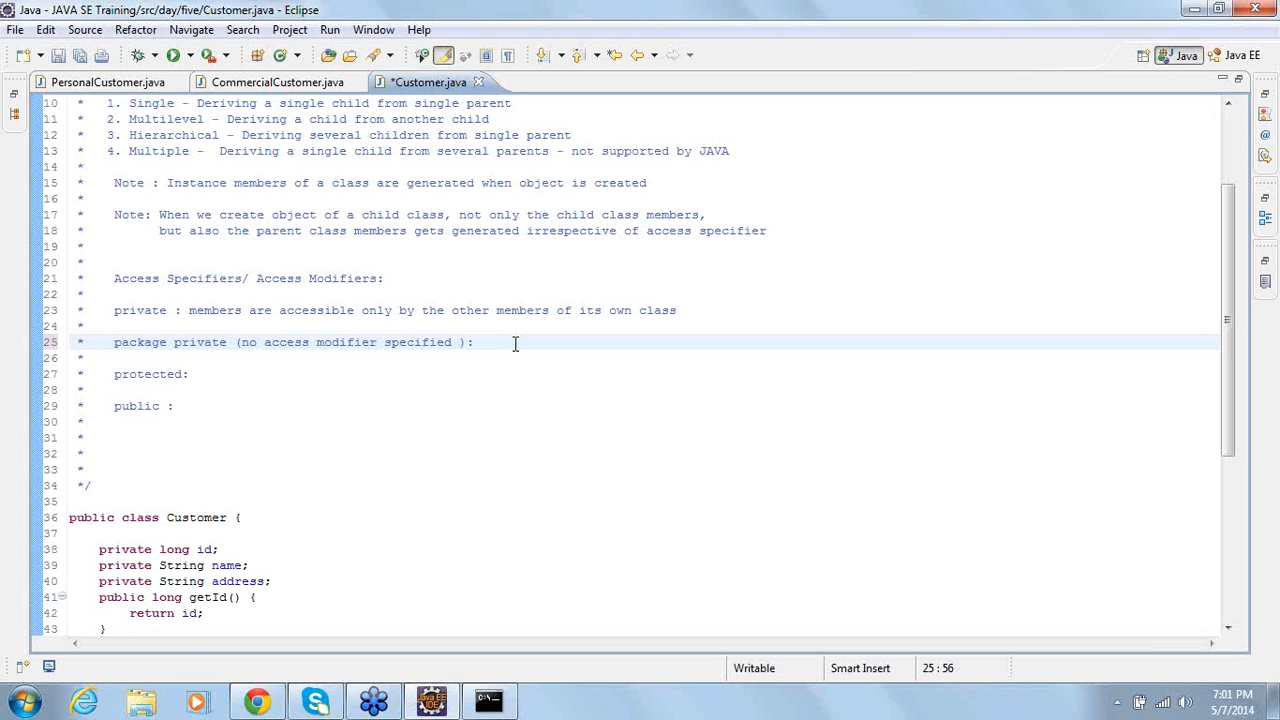 Java - JAVA SE Training/src/day/five/Customer.java - Eclipse
File Edit Source Refactor Navigate Search Project Run Window Help
Java Java EE
PersonalCustomer.java CommercialCustomer.java *Customer.java
10 * 1. Single - Deriving a single child from single parent
11 * 2. Multilevel - Deriving a child from another child
12 * 3. Hierarchical - Deriving several children from single parent
13 * 4. Multiple - Deriving a single child from several parents - not supported by JAVA
14 *
15 * Note : Instance members of a class are generated when object is created
16 *
17 * Note: When we create object of a child class, not only the child class members,
18 * but also the parent class members gets generated irrespective of access specifier
19 *
20 *
21 * Access Specifiers/ Access Modifiers:
22 *
23 * private : members are accessible only by the other members of its own class
24 *
25 * package private (no access modifier specified ):
26 *
27 * protected:
28 *
29 * public :
30 *
31 *
32 *
33 *
34 */
35
36 public class Customer {
37
38 private long id;
39 private String name;
40 private String address;
41 public long getId() {
42 return id;
43 }
Writable Smart Insert 25 : 56
Java EE
IDE
7:01 PM
5/7/2014